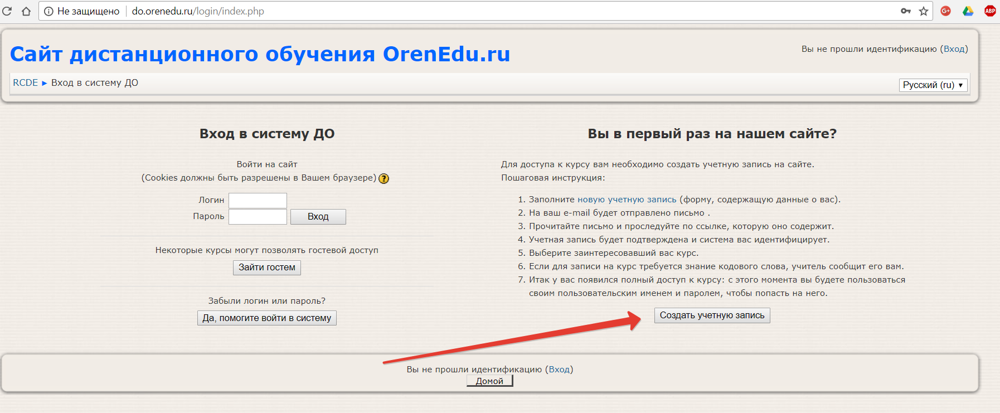 Не защищено do.orenedu.ru/login/index.php
G+
ABP
Сайт дистанционного обучения OrenEdu.ru
Вы не прошли идентификацию (Вход)
RCDE ► Вход в систему ДО
Русский (ru) ▼
Вход в систему ДО
Войти на сайт
(Cookies должны быть разрешены в Вашем браузере) ?
Логин
Пароль
Вход
Некоторые курсы могут позволять гостевой доступ
Зайти гостем
Забыли логин или пароль?
Да, помогите войти в систему
Вы в первый раз на нашем сайте?
Для доступа к курсу вам необходимо создать учетную запись на сайте.
Пошаговая инструкция:
1. Заполните новую учетную запись (форму, содержащую данные о вас).
2. На ваш e-mail будет отправлено письмо .
3. Прочитайте письмо и проследуйте по ссылке, которую оно содержит.
4. Учетная запись будет подтверждена и система вас идентифицирует.
5. Выберите заинтересовавший вас курс.
6. Если для записи на курс требуется знание кодового слова, учитель сообщит его вам.
7. Итак у вас появился полный доступ к курсу: с этого момента вы будете пользоваться
своим пользовательским именем и паролем, чтобы попасть на него.
Создать учетную запись
Вы не прошли идентификацию (Вход)
Домой